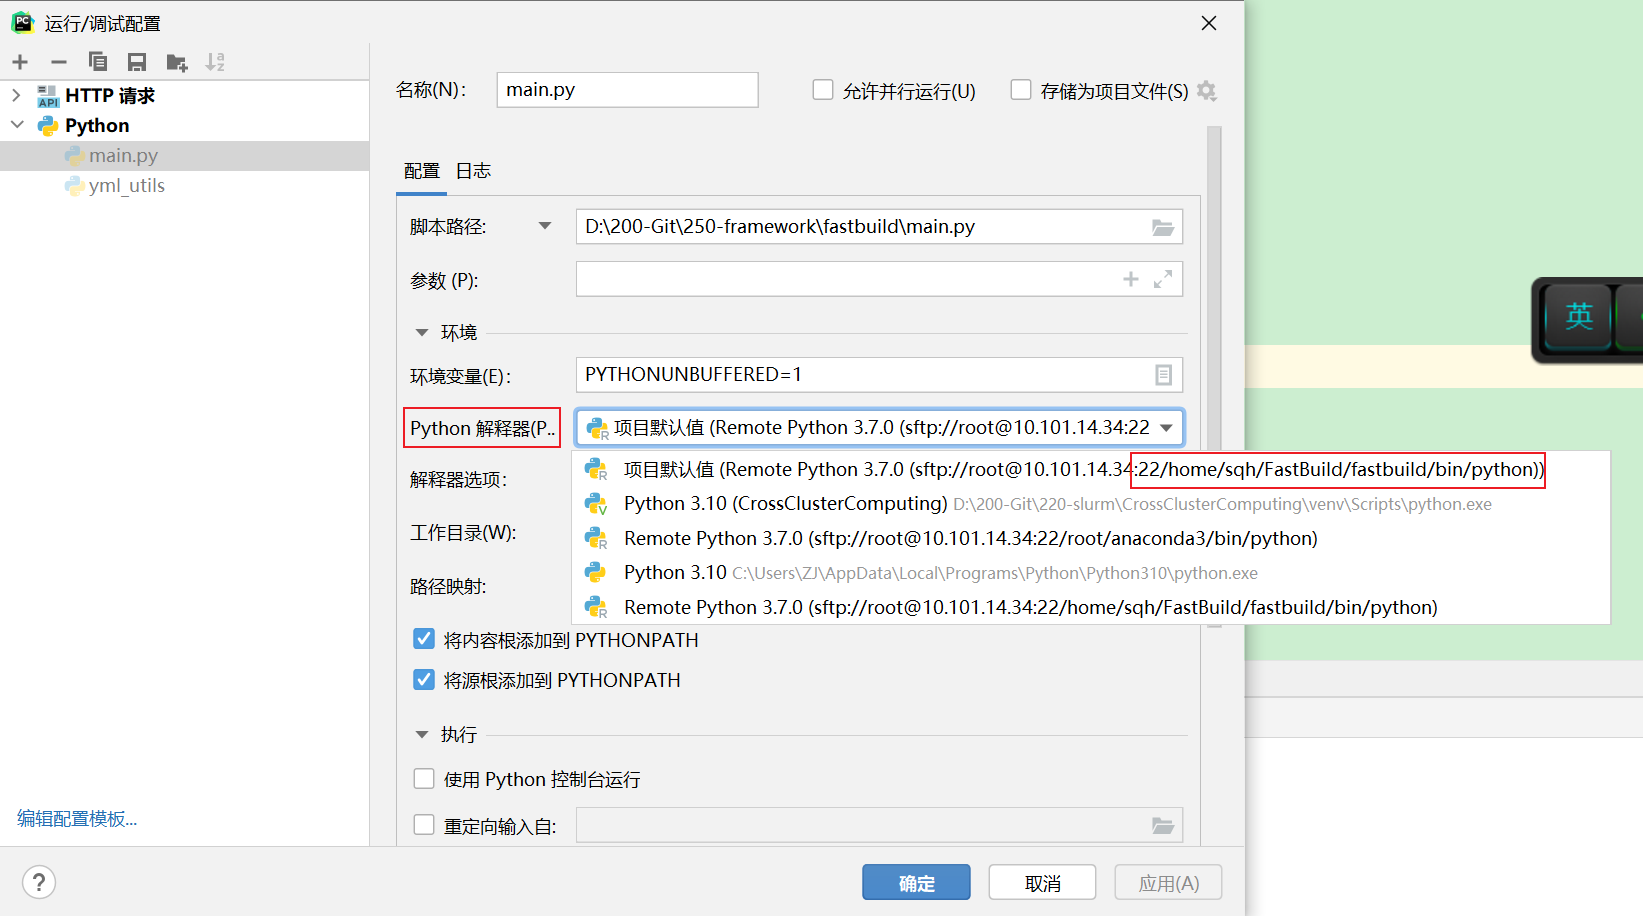 运行/调试配置
HTTP 请求
Python
main.py
yml_utils
名称(N):
main.py
允许并行运行(U)
存储为项目文件(S)
配置
日志
脚本路径:
D:\200-Git\250-framework\fastbuild\main.py
参数 (P):
环境
环境变量(E):
PYTHONUNBUFFERED=1
Python 解释器(P..
项目默认值 (Remote Python 3.7.0 (sftp://root@10.101.14.34:22
项目默认值 (Remote Python 3.7.0 (sftp://root@10.101.14.34:22/home/sqh/FastBuild/fastbuild/bin/python))
Python 3.10 (CrossClusterComputing) D:\200-Git\220-slurm\CrossClusterComputing\venv\Scripts\python.exe
Remote Python 3.7.0 (sftp://root@10.101.14.34:22/root/anaconda3/bin/python)
Python 3.10 C:\Users\ZJ\AppData\Local\Programs\Python\Python310\python.exe
Remote Python 3.7.0 (sftp://root@10.101.14.34:22/home/sqh/FastBuild/fastbuild/bin/python)
解释器选项:
工作目录(W):
路径映射:
将内容根添加到 PYTHONPATH
将源根添加到 PYTHONPATH
执行
使用 Python 控制台运行
重定向输入自:
编辑配置模板...
?
确定
取消
应用(A)
英